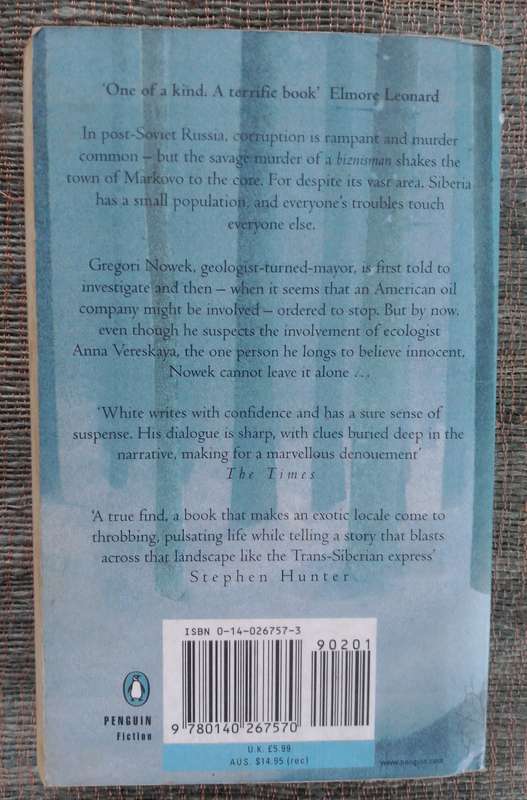 'One of a kind. A terrific book' Elmore Leonard
In post-Soviet Russia, corruption is rampant and murder
common – but the savage murder of a biznisman shakes the
town of Markovo to the core. For despite its vast area, Siberia
has a small population, and everyone's troubles touch
everyone else.
Gregori Nowek, geologist-turned-mayor, is first told to
investigate and then – when it seems that an American oil
company might be involved – ordered to stop. But by now,
even though he suspects the involvement of ecologist
Anna Vereskaya, the one person he longs to believe innocent,
Nowek cannot leave it alone ...
'White writes with confidence and has a sure sense of
suspense. His dialogue is sharp, with clues buried deep in the
narrative, making for a marvellous denouement'
The Times
'A true find, a book that makes an exotic locale come to
throbbing, pulsating life while telling a story that blasts
across that landscape like the Trans-Siberian express'
Stephen Hunter
ISBN 0-14-026757-3
90201
9 780140 267570
PENGUIN
Fiction
U.K. £5.99
AUS. $14.95 (rec)
www.penguin.com